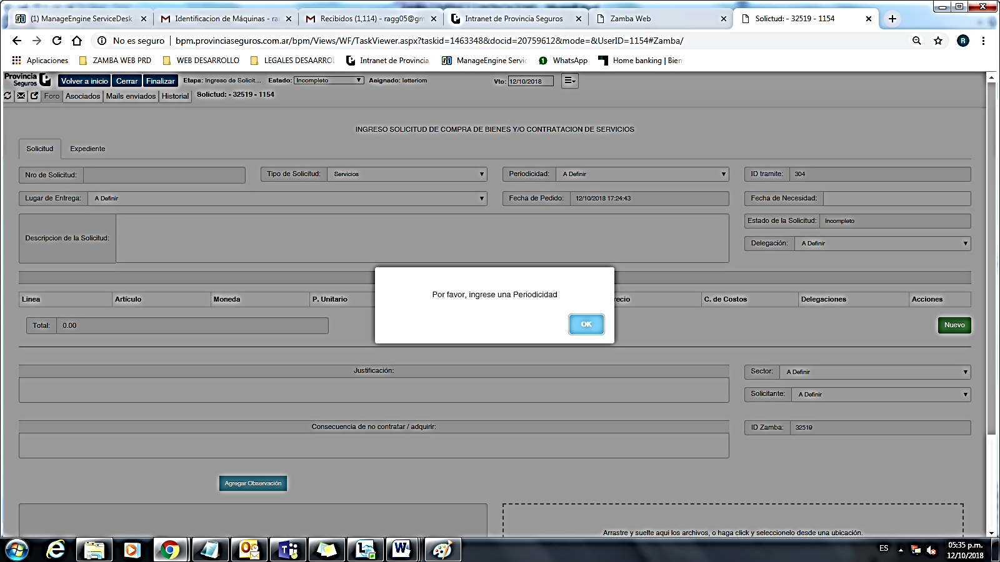 (1) ManageEngine ServiceDesk
Identificacion de Máquinas - ra
Recibidos (1,114) - ragg05@gm
Intranet de Provincia Seguros
Zamba Web
Solictud: - 32519 - 1154
No es seguro
bpm.provinciaseguros.com.ar/bpm/Views/WF/TaskViewer.aspx?taskid=1463348&docid=20759612&mode=&UserID=1154#Zamba/
R
Aplicaciones
ZAMBA WEB PRD
WEB DESARROLLO
LEGALES DESAARROL
Intranet de Provincia
ManageEngine Servic
1
WhatsApp
Home banking | Bien
Provincia
Seguros
Volver a inicio
Cerrar
Finalizar
Etapa: Ingreso de Solicit...
Estado: Incompleto
Asignado: letteriom
Vto: 12/10/2018
Foro
Asociados
Mails enviados
Historial
Solictud: - 32519 - 1154
INGRESO SOLICITUD DE COMPRA DE BIENES Y/O CONTRATACION DE SERVICIOS
Solicitud
Expediente
Nro de Solicitud:
Tipo de Solicitud: Servicios
Periodicidad: A Definir
ID tramite: 304
Lugar de Entrega: A Definir
Fecha de Pedido: 12/10/2018 17:24:43
Fecha de Necesidad:
Descripcion de la Solicitud:
Estado de la Solicitud: Incompleto
Delegación: A Definir
Por favor, ingrese una Periodicidad
OK
Linea
Artículo
Moneda
P. Unitario
recio
C. de Costos
Delegaciones
Acciones
Total: 0.00
Nuevo
Justificación:
Sector: A Definir
Solicitante: A Definir
Consecuencia de no contratar / adquirir:
ID Zamba: 32519
Agregar Observación
Arrastre y suelte aqui los archivos, o haga click y seleccionelo desde una ubicación.
ES
05:35 p.m.
12/10/2018